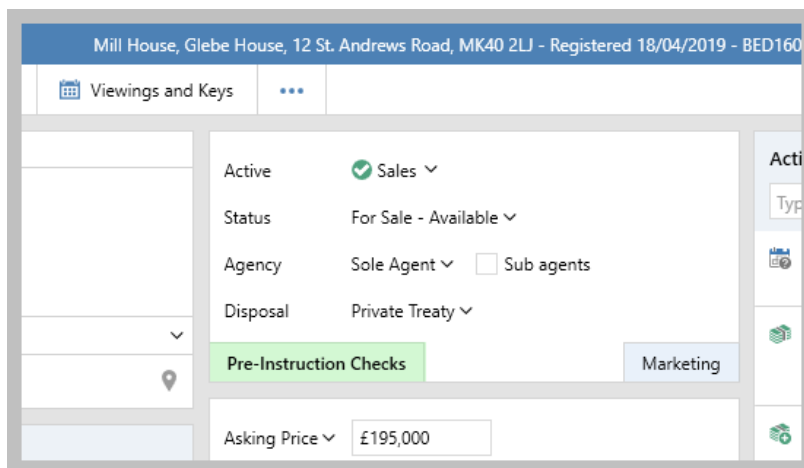 Mill House, Glebe House, 12 St. Andrews Road, MK40 2LJ - Registered 18/04/2019 - BED160
Viewings and Keys
Active Sales
Status For Sale - Available
Agency Sole Agent Sub agents
Disposal Private Treaty
Pre-Instruction Checks Marketing
Asking Price £195,000
Acti
Typ